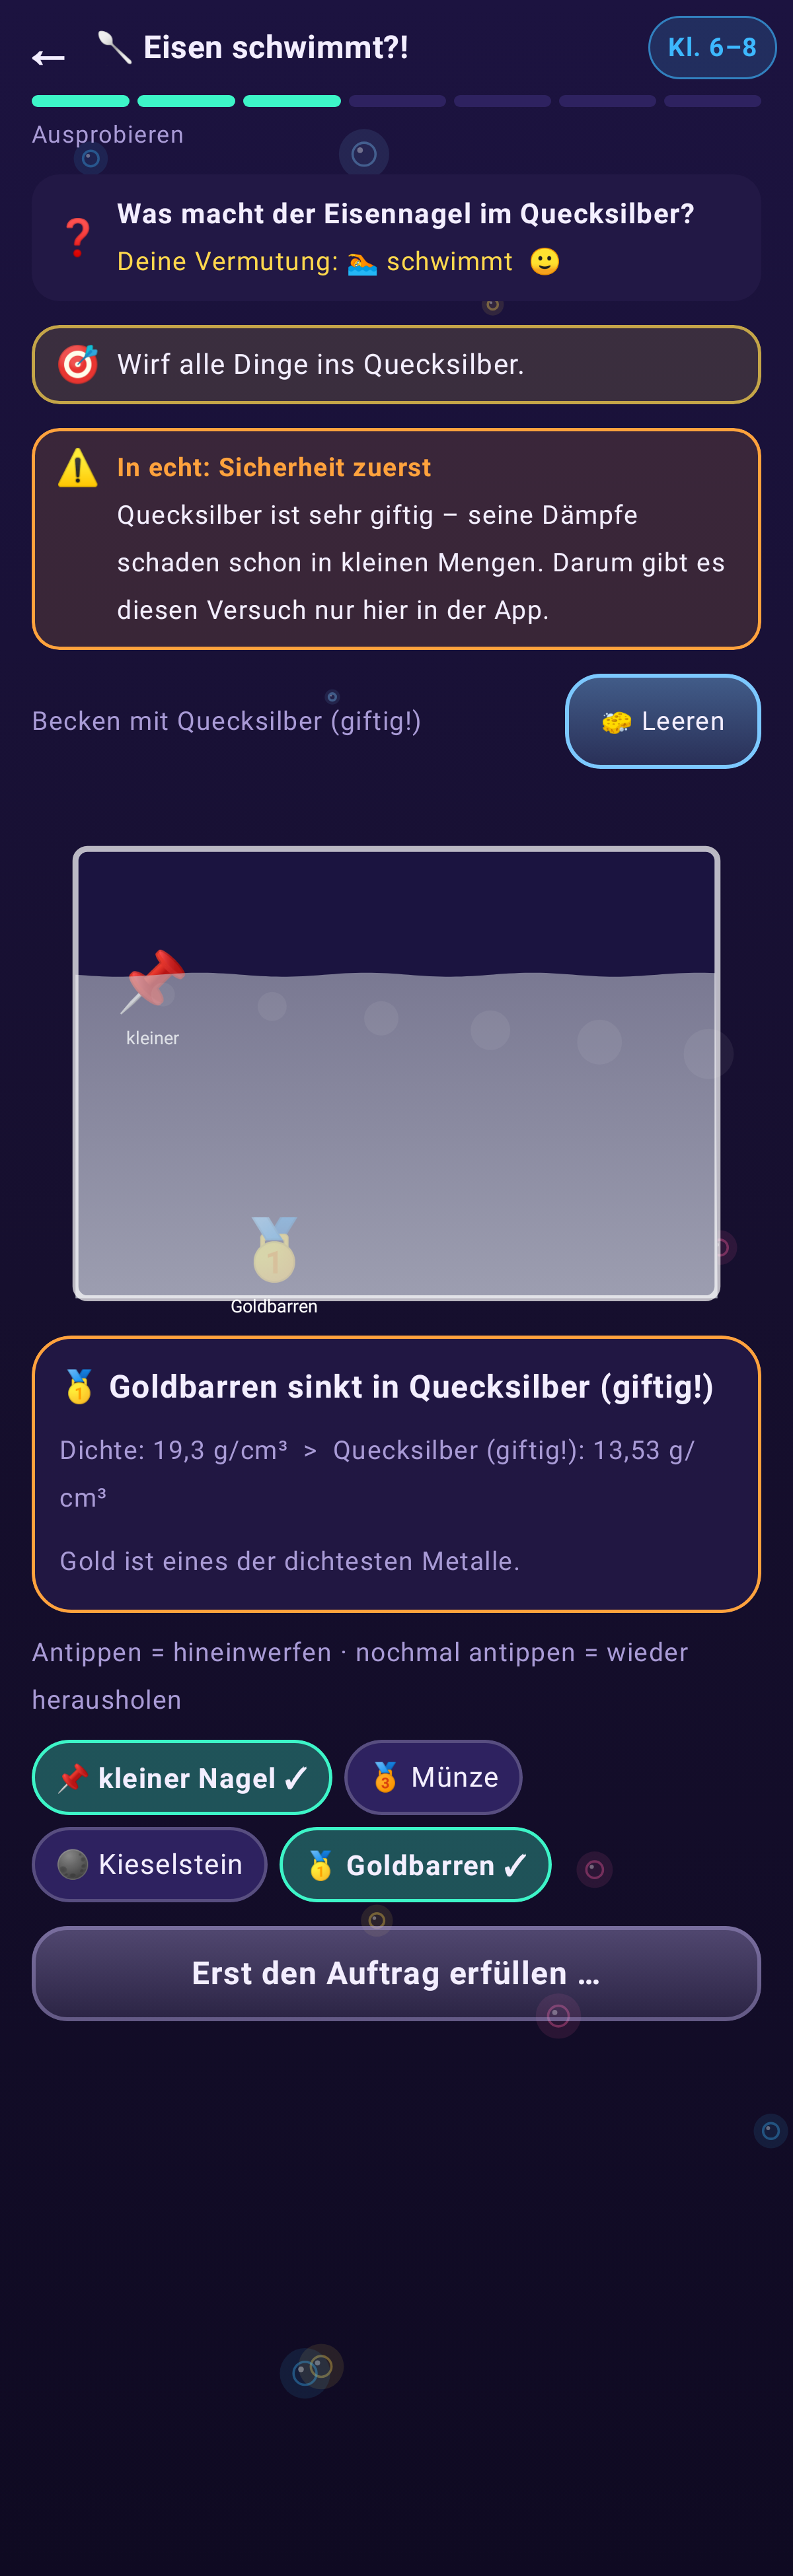 ← 🥄 Eisen schwimmt?! Kl. 6–8
Ausprobieren
❓ Was macht der Eisennagel im Quecksilber?
Deine Vermutung: 🏊 schwimmt 🙂
🎯 Wirf alle Dinge ins Quecksilber.
⚠️ In echt: Sicherheit zuerst
Quecksilber ist sehr giftig – seine Dämpfe
schaden schon in kleinen Mengen. Darum gibt es
diesen Versuch nur hier in der App.
Becken mit Quecksilber (giftig!) 🧽 Leeren
kleiner
Goldbarren
🥇 Goldbarren sinkt in Quecksilber (giftig!)
Dichte: 19,3 g/cm³ > Quecksilber (giftig!): 13,53 g/
cm³
Gold ist eines der dichtesten Metalle.
Antippen = hineinwerfen · nochmal antippen = wieder
herausholen
📌 kleiner Nagel ✓ 🥉 Münze
Kieselstein 🥇 Goldbarren ✓
Erst den Auftrag erfüllen …